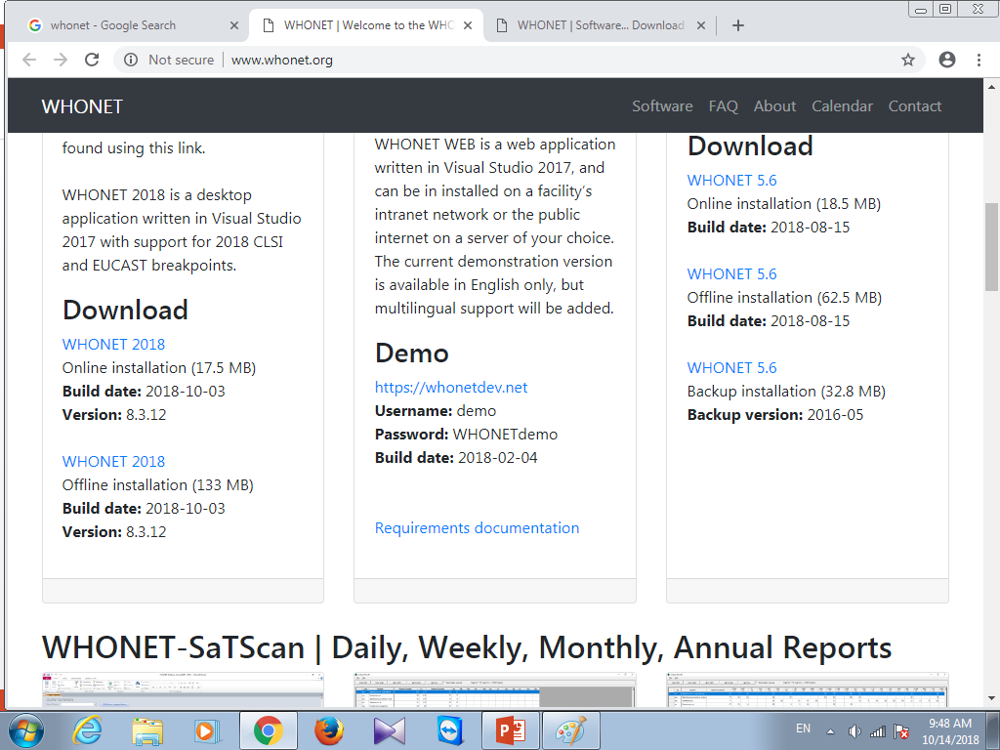 whonet - Google Search
WHONET | Welcome to the WHO
WHONET | Software... Download
Not secure
www.whonet.org
WHONET
Software
FAQ
About
Calendar
Contact
found using this link.
WHONET 2018 is a desktop
application written in Visual Studio
2017 with support for 2018 CLSI
and EUCAST breakpoints.
Download
WHONET 2018
Online installation (17.5 MB)
Build date: 2018-10-03
Version: 8.3.12
WHONET 2018
Offline installation (133 MB)
Build date: 2018-10-03
Version: 8.3.12
WHONET WEB is a web application
written in Visual Studio 2017, and
can be in installed on a facility's
intranet network or the public
internet on a server of your choice.
The current demonstration version
is available in English only, but
multilingual support will be added.
Demo
https://whonetdev.net
Username: demo
Password: WHONETdemo
Build date: 2018-02-04
Requirements documentation
Download
WHONET 5.6
Online installation (18.5 MB)
Build date: 2018-08-15
WHONET 5.6
Offline installation (62.5 MB)
Build date: 2018-08-15
WHONET 5.6
Backup installation (32.8 MB)
Backup version: 2016-05
WHONET-SaTScan | Daily, Weekly, Monthly, Annual Reports
EN
9:48 AM
10/14/2018